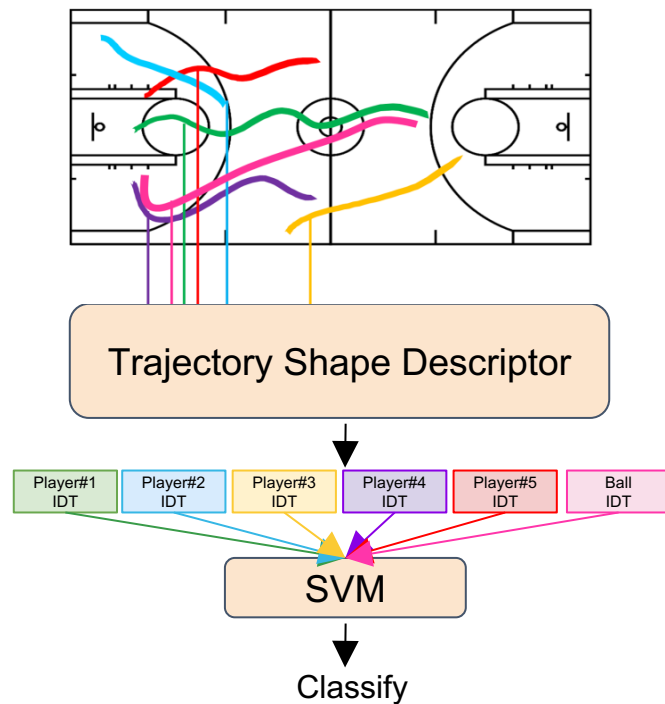 Trajectory Shape Descriptor
Player#1
IDT
Player#2
IDT
Player#3
IDT
Player#4
IDT
Player#5
IDT
Ball
IDT
SVM
Classify